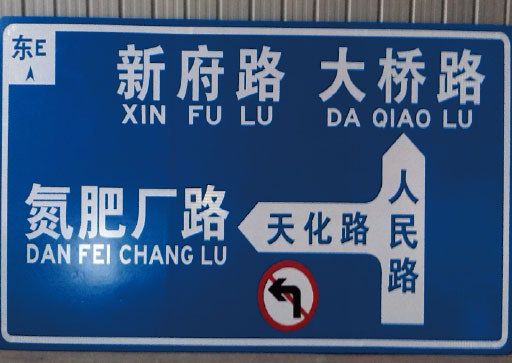 东E
新府路 大桥路
XIN FU LU DA QIAO LU
氮肥厂路
DAN FEI CHANG LU
天化路
人民路